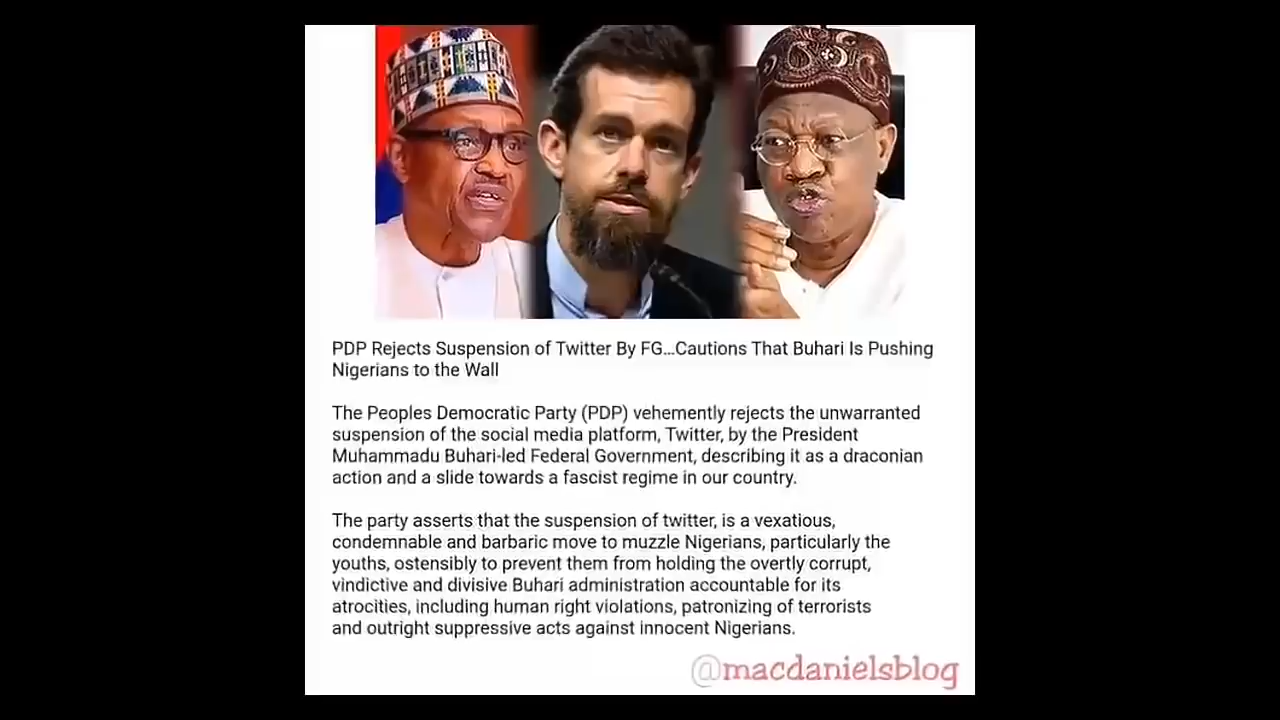 PDP Rejects Suspension of Twitter By FG...Cautions That Buhari Is Pushing
Nigerians to the Wall
The Peoples Democratic Party (PDP) vehemently rejects the unwarranted
suspension of the social media platform, Twitter, by the President
Muhammadu Buhari-led Federal Government, describing it as a draconian
action and a slide towards a fascist regime in our country.
The party asserts that the suspension of twitter, is a vexatious,
condemnable and barbaric move to muzzle Nigerians, particularly the
youths, ostensibly to prevent them from holding the overtly corrupt,
vindictive and divisive Buhari administration accountable for its
atrocities, including human right violations, patronizing of terrorists
and outright suppressive acts against innocent Nigerians.
@macdanielsblog